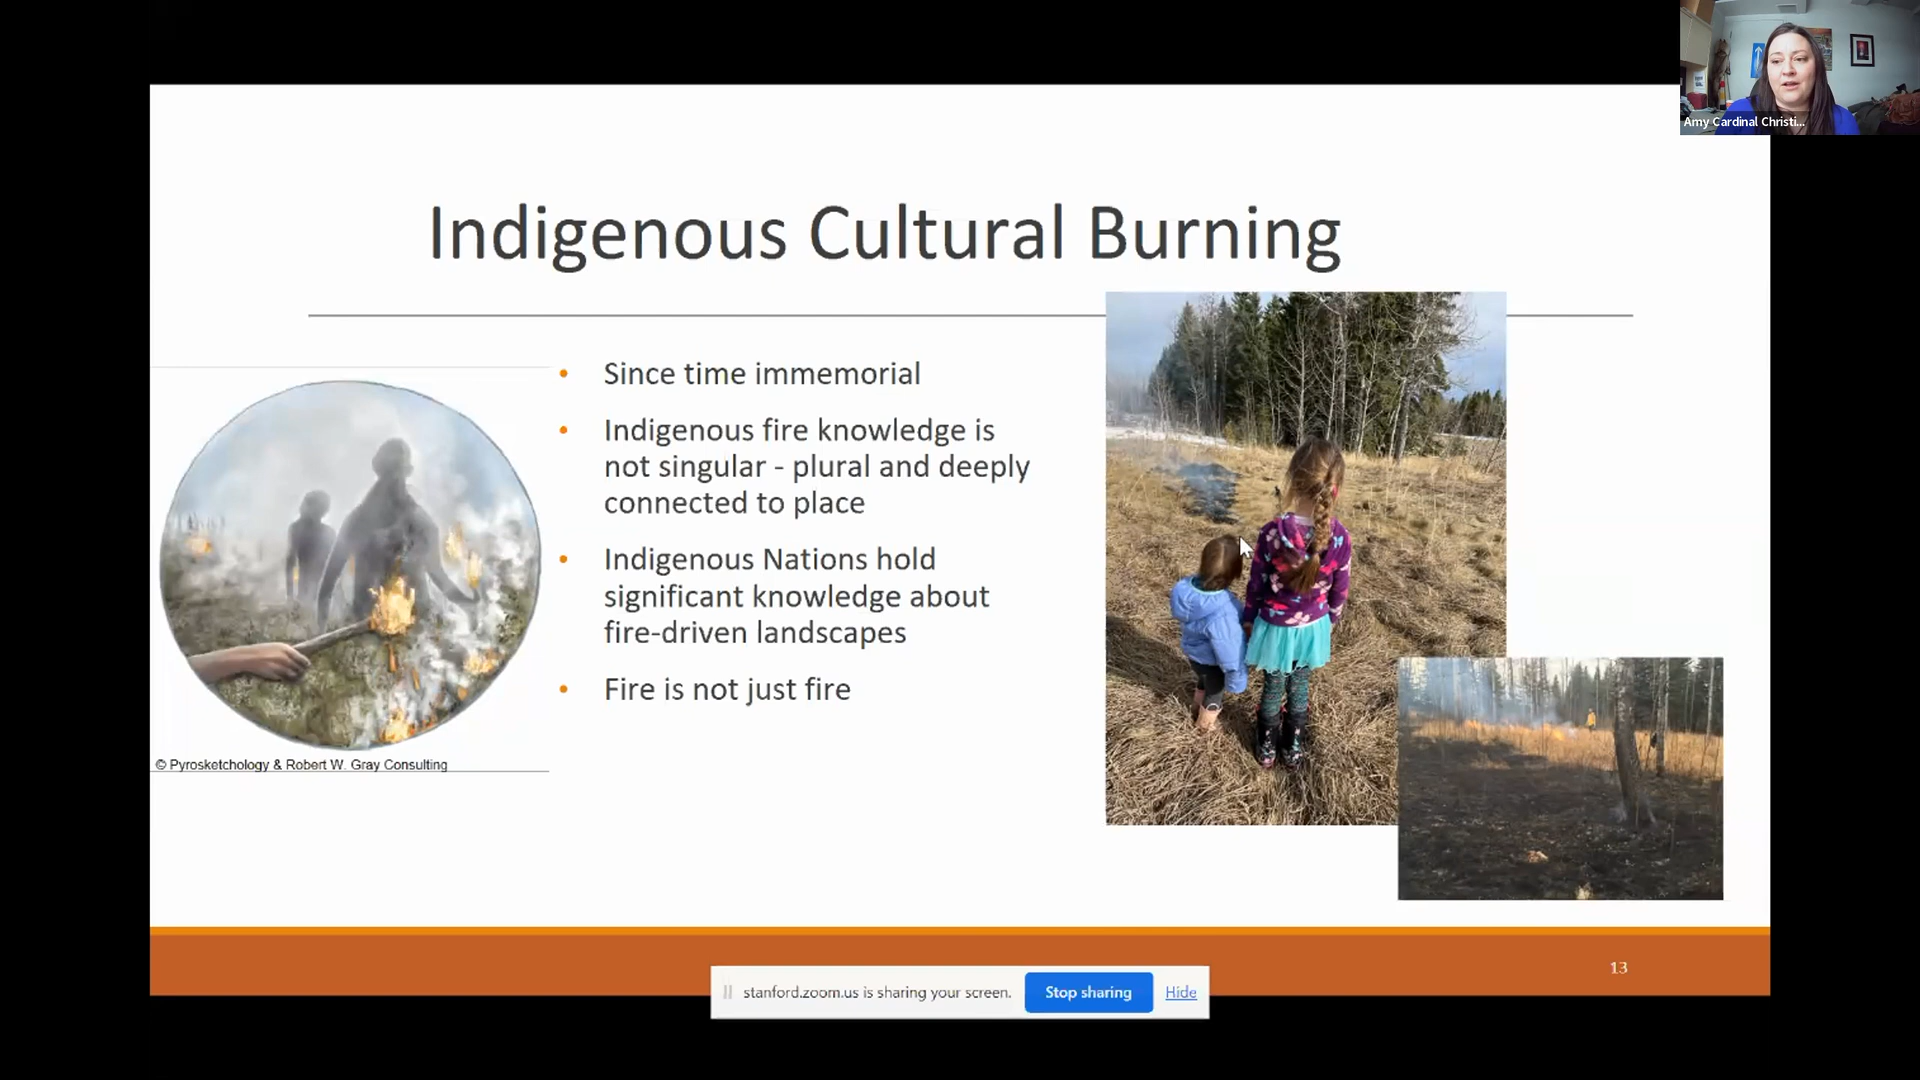 Amy Cardinal Christi...
Indigenous Cultural Burning
• Since time immemorial
• Indigenous fire knowledge is
not singular - plural and deeply
connected to place
• Indigenous Nations hold
significant knowledge about
fire-driven landscapes
• Fire is not just fire
© Pyrosketchology & Robert W. Gray Consulting
13
stanford.zoom.us is sharing your screen. Stop sharing Hide